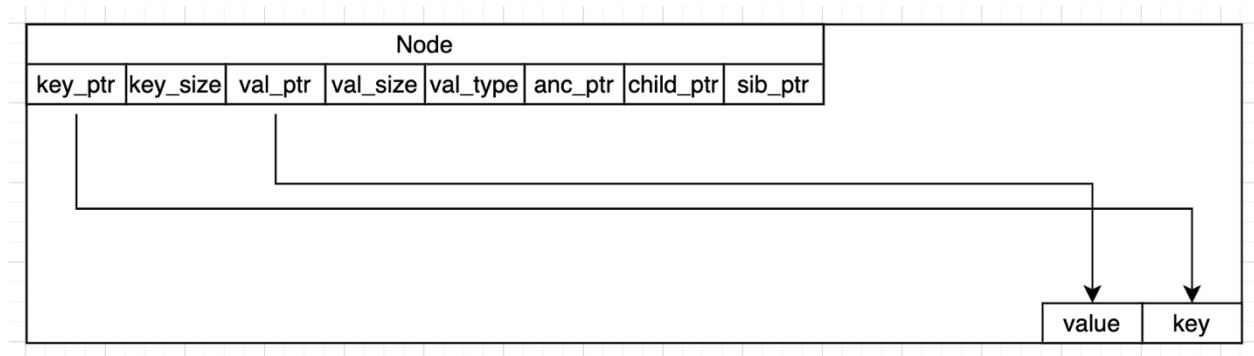 Node
key_ptr key_size val_ptr val_size val_type anc_ptr child_ptr sib_ptr
value key